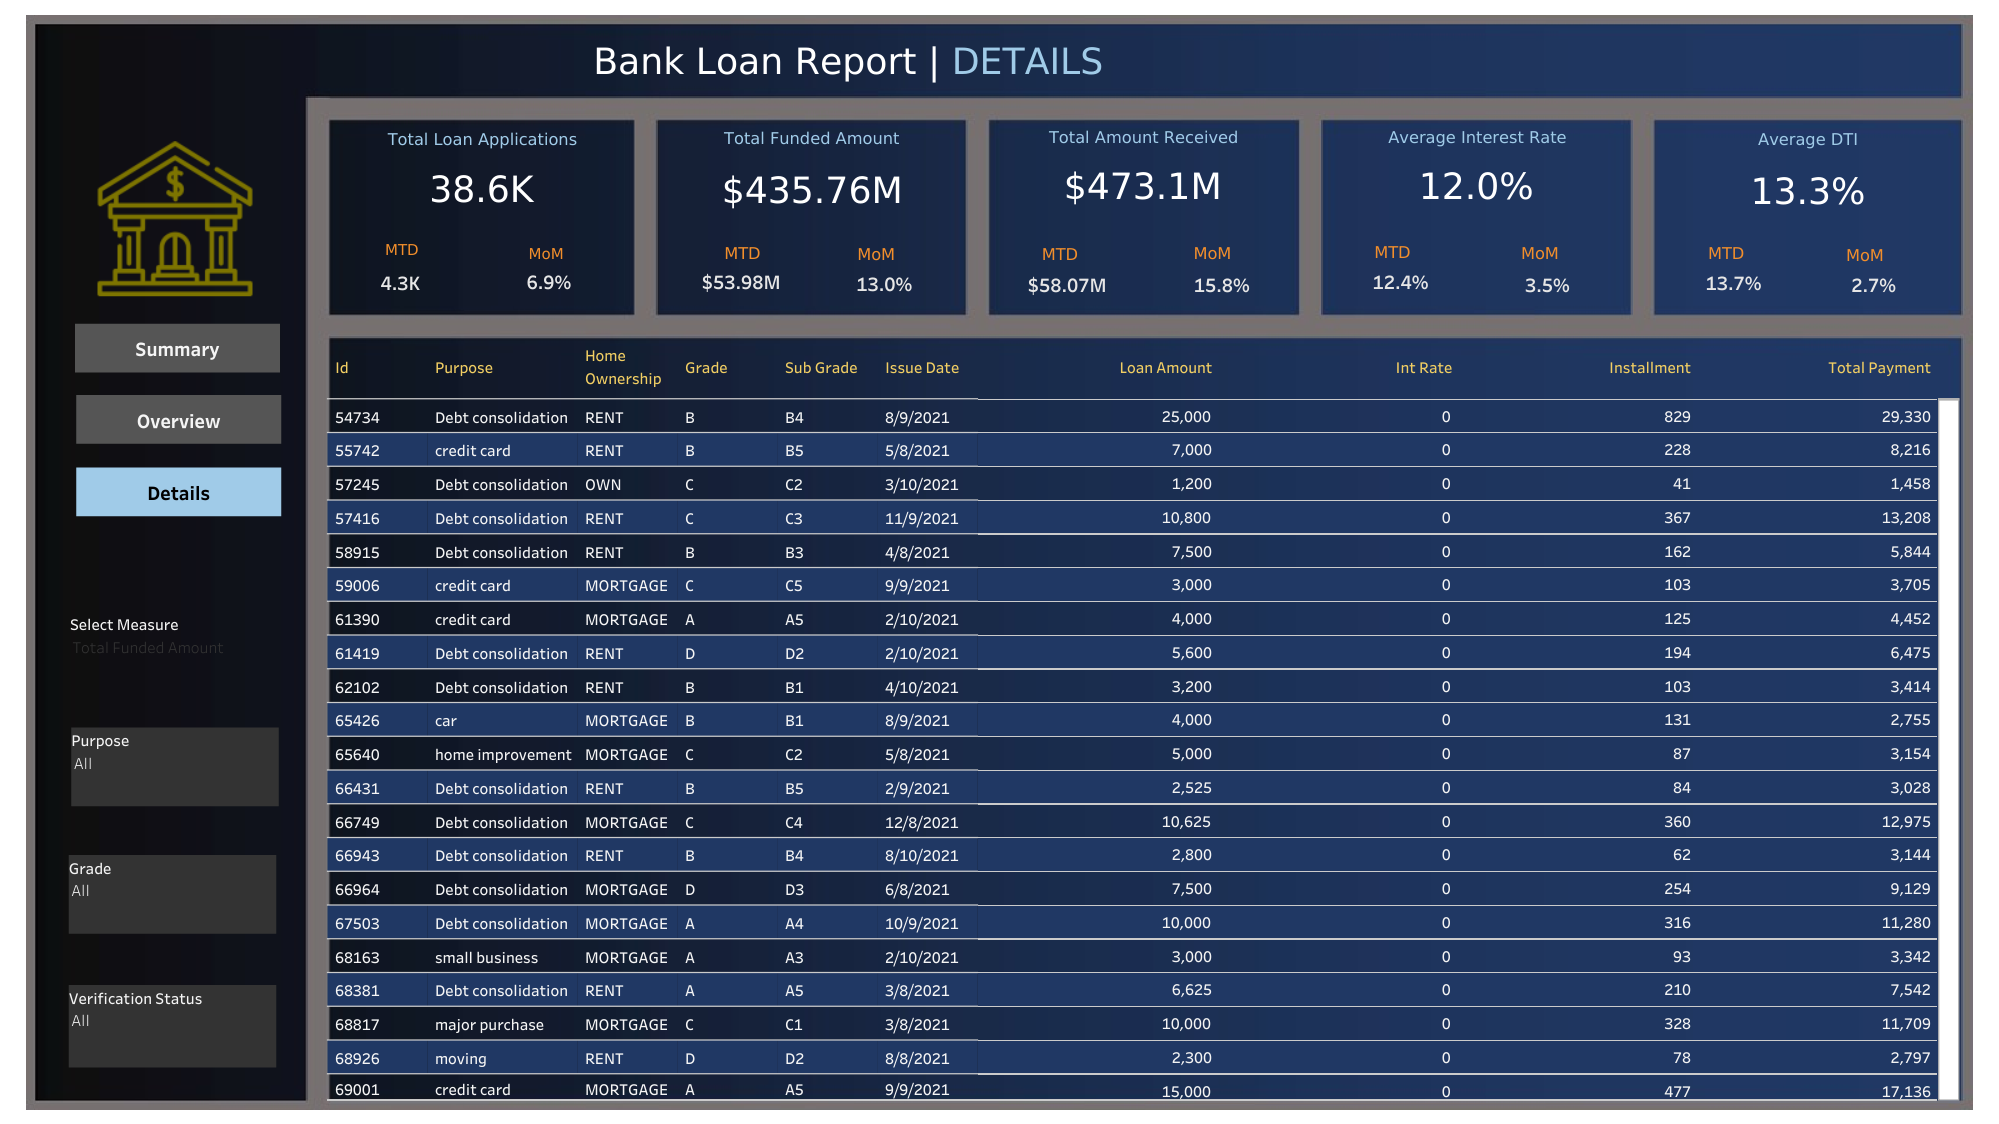 Bank Loan Report | DETAILS
$
Summary
Overview
Details
Select Measure
Total Funded Amount
Purpose
All
Grade
All
Verification Status
All
Total Loan Applications
38.6K
MTD MoM
4.3K 6.9%
Total Funded Amount
$435.76M
MTD MoM
$53.98M 13.0%
Total Amount Received
$473.1M
MTD MoM
$58.07M 15.8%
Average Interest Rate
12.0%
MTD MoM
12.4% 3.5%
Average DTI
13.3%
MTD MoM
13.7% 2.7%
Id Purpose Home Ownership Grade Sub Grade Issue Date Loan Amount Int Rate Installment Total Payment
54734 Debt consolidation RENT B B4 8/9/2021 25,000 0 829 29,330
55742 credit card RENT B B5 5/8/2021 7,000 0 228 8,216
57245 Debt consolidation OWN C C2 3/10/2021 1,200 0 41 1,458
57416 Debt consolidation RENT C C3 11/9/2021 10,800 0 367 13,208
58915 Debt consolidation RENT B B3 4/8/2021 7,500 0 162 5,844
59006 credit card MORTGAGE C C5 9/9/2021 3,000 0 103 3,705
61390 credit card MORTGAGE A A5 2/10/2021 4,000 0 125 4,452
61419 Debt consolidation RENT D D2 2/10/2021 5,600 0 194 6,475
62102 Debt consolidation RENT B B1 4/10/2021 3,200 0 103 3,414
65426 car MORTGAGE B B1 8/9/2021 4,000 0 131 2,755
65640 home improvement MORTGAGE C C2 5/8/2021 5,000 0 87 3,154
66431 Debt consolidation RENT B B5 2/9/2021 2,525 0 84 3,028
66749 Debt consolidation MORTGAGE C C4 12/8/2021 10,625 0 360 12,975
66943 Debt consolidation RENT B B4 8/10/2021 2,800 0 62 3,144
66964 Debt consolidation MORTGAGE D D3 6/8/2021 7,500 0 254 9,129
67503 Debt consolidation MORTGAGE A A4 10/9/2021 10,000 0 316 11,280
68163 small business MORTGAGE A A3 2/10/2021 3,000 0 93 3,342
68381 Debt consolidation RENT A A5 3/8/2021 6,625 0 210 7,542
68817 major purchase MORTGAGE C C1 3/8/2021 10,000 0 328 11,709
68926 moving RENT D D2 8/8/2021 2,300 0 78 2,797
69001 credit card MORTGAGE A A5 9/9/2021 15,000 0 477 17,136